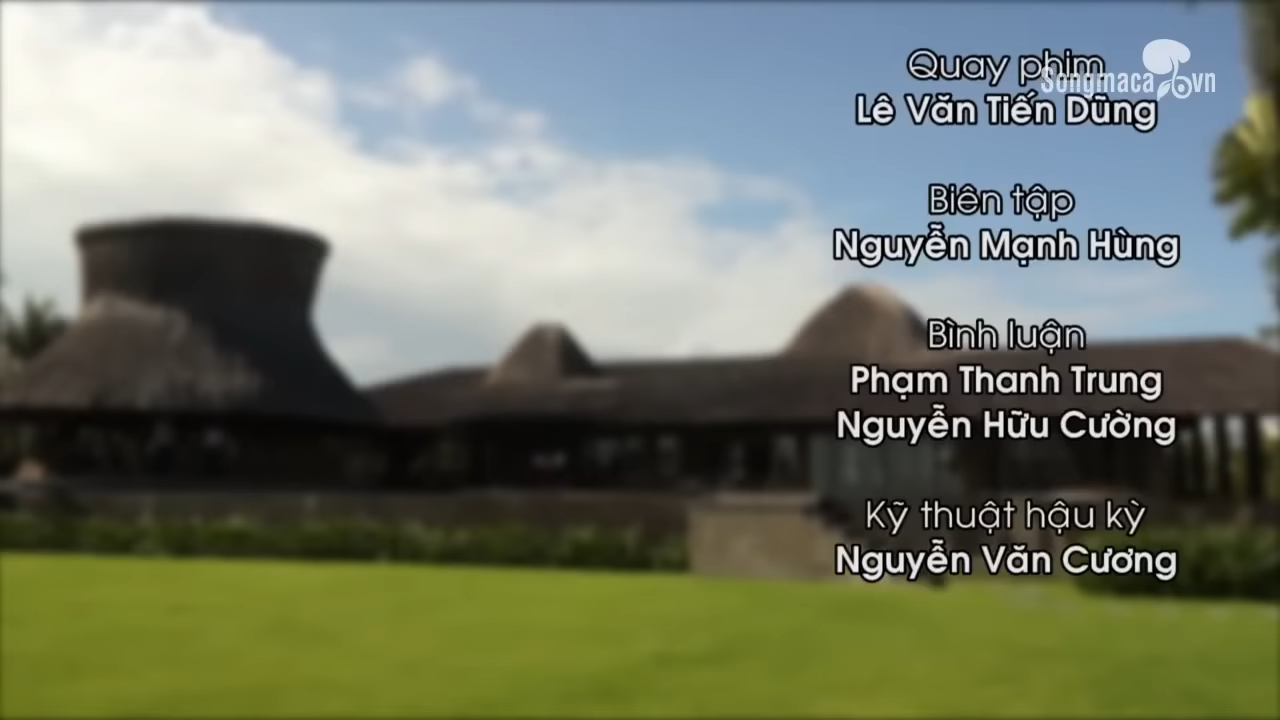 Quay phim
Songmaca.vn
Lê Văn Tiến Dũng
Biên tập
Nguyễn Mạnh Hùng
Bình luận
Phạm Thanh Trung
Nguyễn Hữu Cường
Kỹ thuật hậu kỳ
Nguyễn Văn Cương